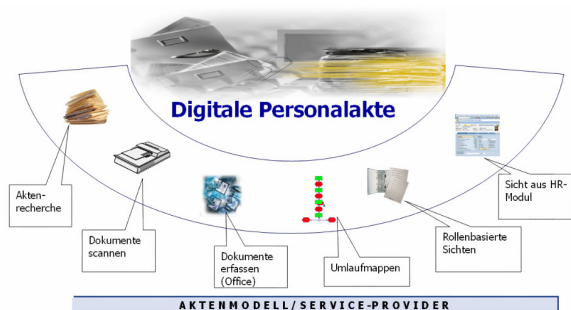 Digitale Personalakte
Akten-
recherche
Dokumente
scannen
Dokumente
erfassen
(Office)
Umlaufmappen
Rollenbasierte
Sichten
Sicht aus HR-
Modul
AKTENMODELL/SERVICE-PROVIDER